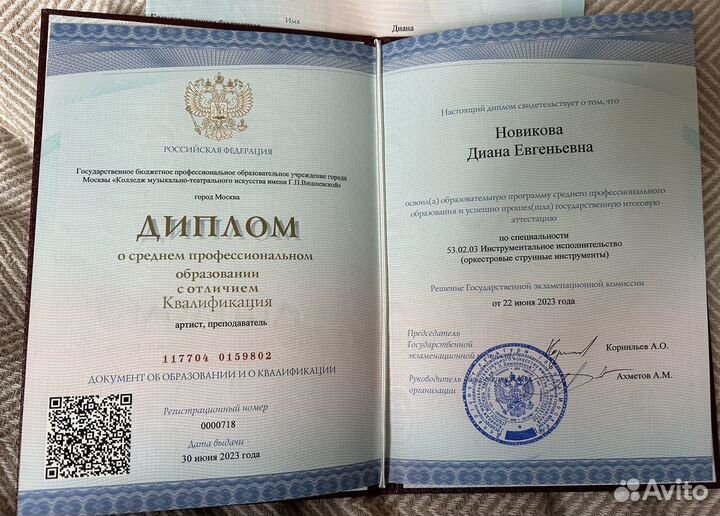 Государственное бюджетное
Имя
Диана
РОССИЙСКАЯ ФЕДЕРАЦИЯ
Государственное бюджетное профессиональное образовательное учреждение города
Москвы «Колледж музыкально-театрального искусства имени Г.П.Вишневской»
город Москва
ДИПЛОМ
о среднем профессиональном
образовании
с отличием
Квалификация
артист, преподаватель
117704 0159802
ДОКУМЕНТ ОБ ОБРАЗОВАНИИ И О КВАЛИФИКАЦИИ
Регистрационный номер
0000718
Дата выдачи
30 июня 2023 года
Настоящий диплом свидетельствует о том, что
Новикова
Диана Евгеньевна
освоил(а) образовательную программу среднего профессионального
образования и успешно прошел(шла) государственную итоговую
аттестацию
по специальности
53.02.03 Инструментальное исполнительство
(оркестровые струнные инструменты)
Решение Государственной экзаменационной комиссии
от 22 июня 2023 года
Председатель
Государственной
экзаменационной
Корнильев А.О.
Руководитель
организации
Ахметов А.М.
Avito